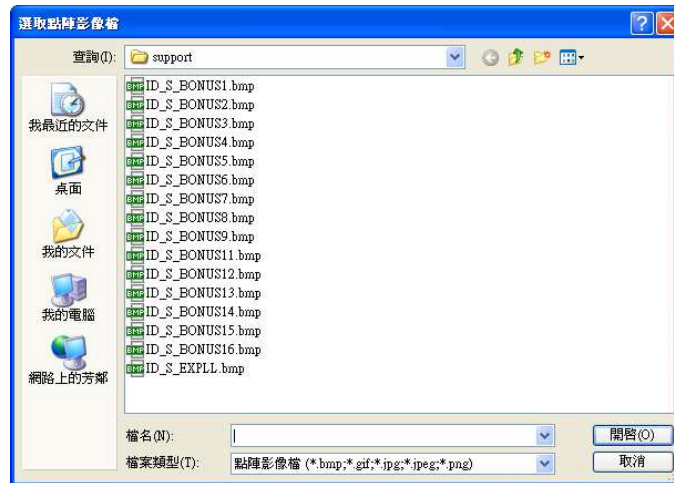 選取點陣影像檔
查詢(I): support
我最近的文件
桌面
我的文件
我的電腦
網路上的芳鄰
ID_S_BONUS1.bmp
ID_S_BONUS2.bmp
ID_S_BONUS3.bmp
ID_S_BONUS4.bmp
ID_S_BONUS5.bmp
ID_S_BONUS6.bmp
ID_S_BONUS7.bmp
ID_S_BONUS8.bmp
ID_S_BONUS9.bmp
ID_S_BONUS11.bmp
ID_S_BONUS12.bmp
ID_S_BONUS13.bmp
ID_S_BONUS14.bmp
ID_S_BONUS15.bmp
ID_S_BONUS16.bmp
ID_S_EXPLL.bmp
檔名(N): 開啓(O)
檔案類型(T): 點陣影像檔 (*.bmp;*.gif;*.jpg;*.jpeg;*.png) 取消